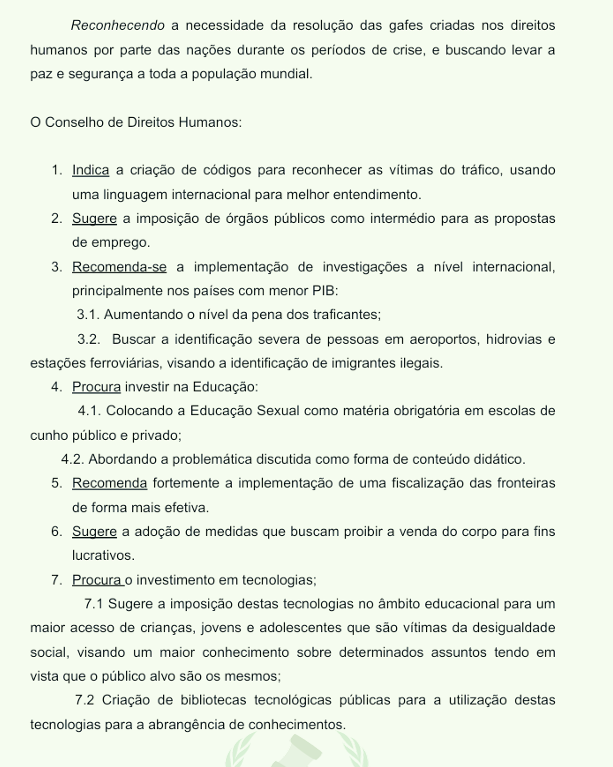 Reconhecendo a necessidade da resolução das gafes criadas nos direitos
humanos por parte das nações durante os períodos de crise, e buscando levar a
paz e segurança a toda a população mundial.
O Conselho de Direitos Humanos:
1. Indica a criação de códigos para reconhecer as vítimas do tráfico, usando
uma linguagem internacional para melhor entendimento.
2. Sugere a imposição de órgãos públicos como intermédio para as propostas
de emprego.
3. Recomenda-se a implementação de investigações a nível internacional,
principalmente nos países com menor PIB:
3.1. Aumentando o nível da pena dos traficantes;
3.2. Buscar a identificação severa de pessoas em aeroportos, hidrovias e
estações ferroviárias, visando a identificação de imigrantes ilegais.
4. Procura investir na Educação:
4.1. Colocando a Educação Sexual como matéria obrigatória em escolas de
cunho público e privado;
4.2. Abordando a problemática discutida como forma de conteúdo didático.
5. Recomenda fortemente a implementação de uma fiscalização das fronteiras
de forma mais efetiva.
6. Sugere a adoção de medidas que buscam proibir a venda do corpo para fins
lucrativos.
7. Procura o investimento em tecnologias;
7.1 Sugere a imposição destas tecnologias no âmbito educacional para um
maior acesso de crianças, jovens e adolescentes que são vítimas da desigualdade
social, visando um maior conhecimento sobre determinados assuntos tendo em
vista que o público alvo são os mesmos;
7.2 Criação de bibliotecas tecnológicas públicas para a utilização destas
tecnologias para a abrangência de conhecimentos.